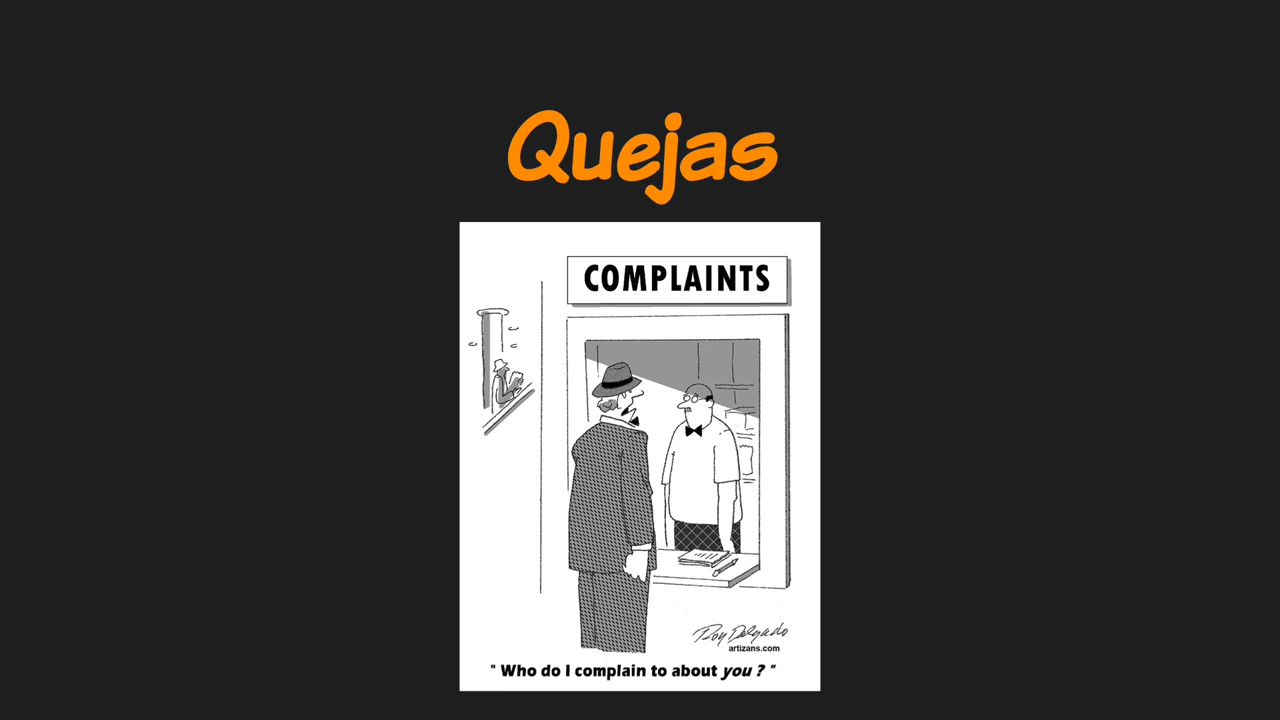 Quejas
COMPLAINTS
Roy Delgado
artizans.com
" Who do I complain to about you ? "